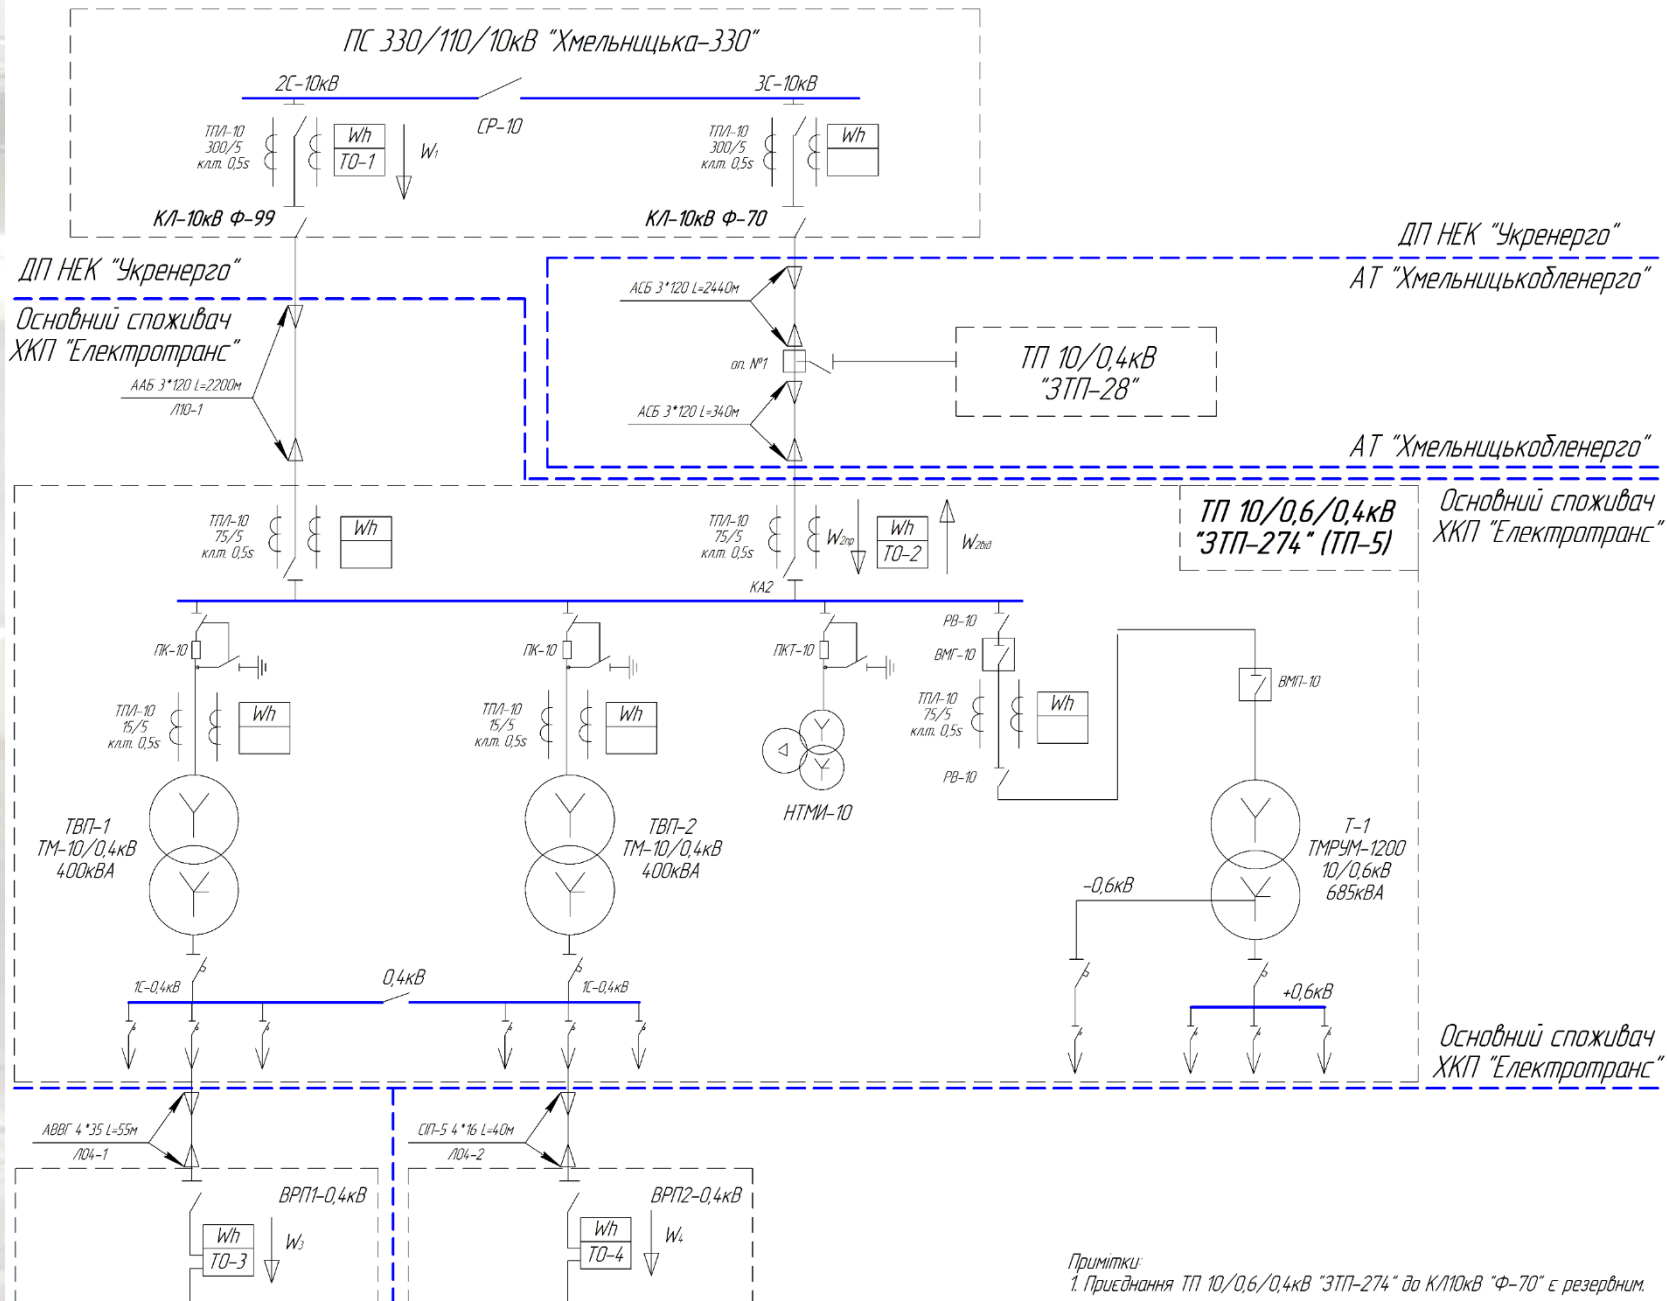 ПС 330/110/10кВ "Хмельницька-330"
2С-10кВ
3С-10кВ
СР-10
ТПЛ-10
300/5
кл.т. 0,5s
Wh
ТО-1
W₁
ТПЛ-10
300/5
кл.т. 0,5s
Wh
КЛ-10кВ Ф-99
КЛ-10кВ Ф-70
ДП НЕК "Укренерго"
ДП НЕК "Укренерго"
АТ "Хмельницькобленерго"
Основний споживач
ХКП "Електротранс"
АСБ 3*120 L=2440м
ААБ 3*120 L=2200м
Л10-1
оп. №1
ТП 10/0,4кВ
"ЗТП-28"
АСБ 3*120 L=340м
АТ "Хмельницькобленерго"
Основний споживач
ХКП "Електротранс"
ТП 10/0,6/0,4кВ
"ЗТП-274" (ТП-5)
ТПЛ-10
75/5
кл.т. 0,5s
Wh
ТПЛ-10
75/5
кл.т. 0,5s
W₂пр
Wh
ТО-2
W₂від
КА2
ПК-10
ПК-10
ПКТ-10
РВ-10
ВМГ-10
ВМП-10
ТПЛ-10
15/5
кл.т. 0,5s
Wh
ТПЛ-10
15/5
кл.т. 0,5s
Wh
ТПЛ-10
75/5
кл.т. 0,5s
Wh
РВ-10
НТМИ-10
ТВП-1
ТМ-10/0,4кВ
400кВА
ТВП-2
ТМ-10/0,4кВ
400кВА
Т-1
ТМРУМ-1200
10/0,6кВ
685кВА
-0,6кВ
1С-0,4кВ
0,4кВ
1С-0,4кВ
+0,6кВ
Основний споживач
ХКП "Електротранс"
АВВГ 4*35 L=55м
Л04-1
СІП-5 4*16 L=40м
Л04-2
ВРП1-0,4кВ
ВРП2-0,4кВ
Wh
ТО-3
W₃
Wh
ТО-4
W₄
Примітки:
1. Приєднання ТП 10/0,6/0,4кВ "ЗТП-274" до КЛ10кВ "Ф-70" є резервним.